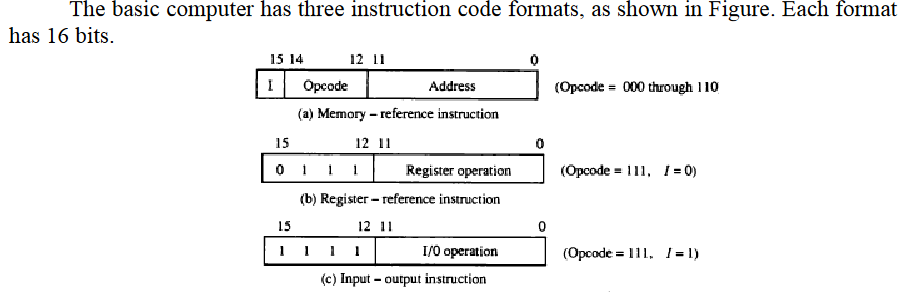 The basic computer has three instruction code formats, as shown in Figure. Each format
has 16 bits.
15 14 12 11 0
I Opcode Address (Opcode = 000 through 110
(a) Memory – reference instruction
15 12 11 0
0 1 1 1 Register operation (Opcode = 111, I = 0)
(b) Register – reference instruction
15 12 11 0
1 1 1 1 I/O operation (Opcode = 111, I = 1)
(c) Input – output instruction